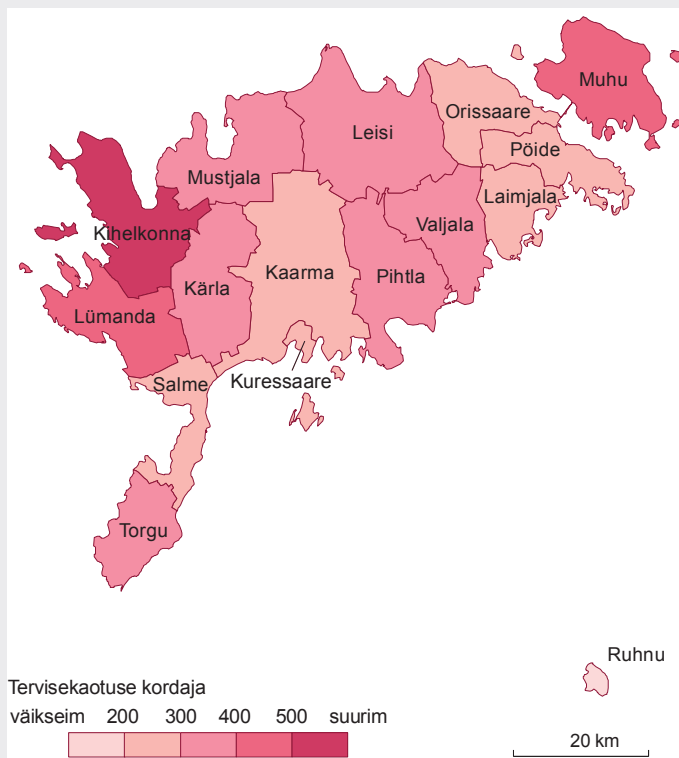 Muhu
Orissaare
Leisi
Pöide
Mustjala
Laimjala
Valjala
Kihelkonna
Kaarma
Pihtla
Kärla
Lümanda
Salme
Kuressaare
Torgu
Ruhnu
Tervisekaotuse kordaja
väikseim 200 300 400 500 suurim
20 km